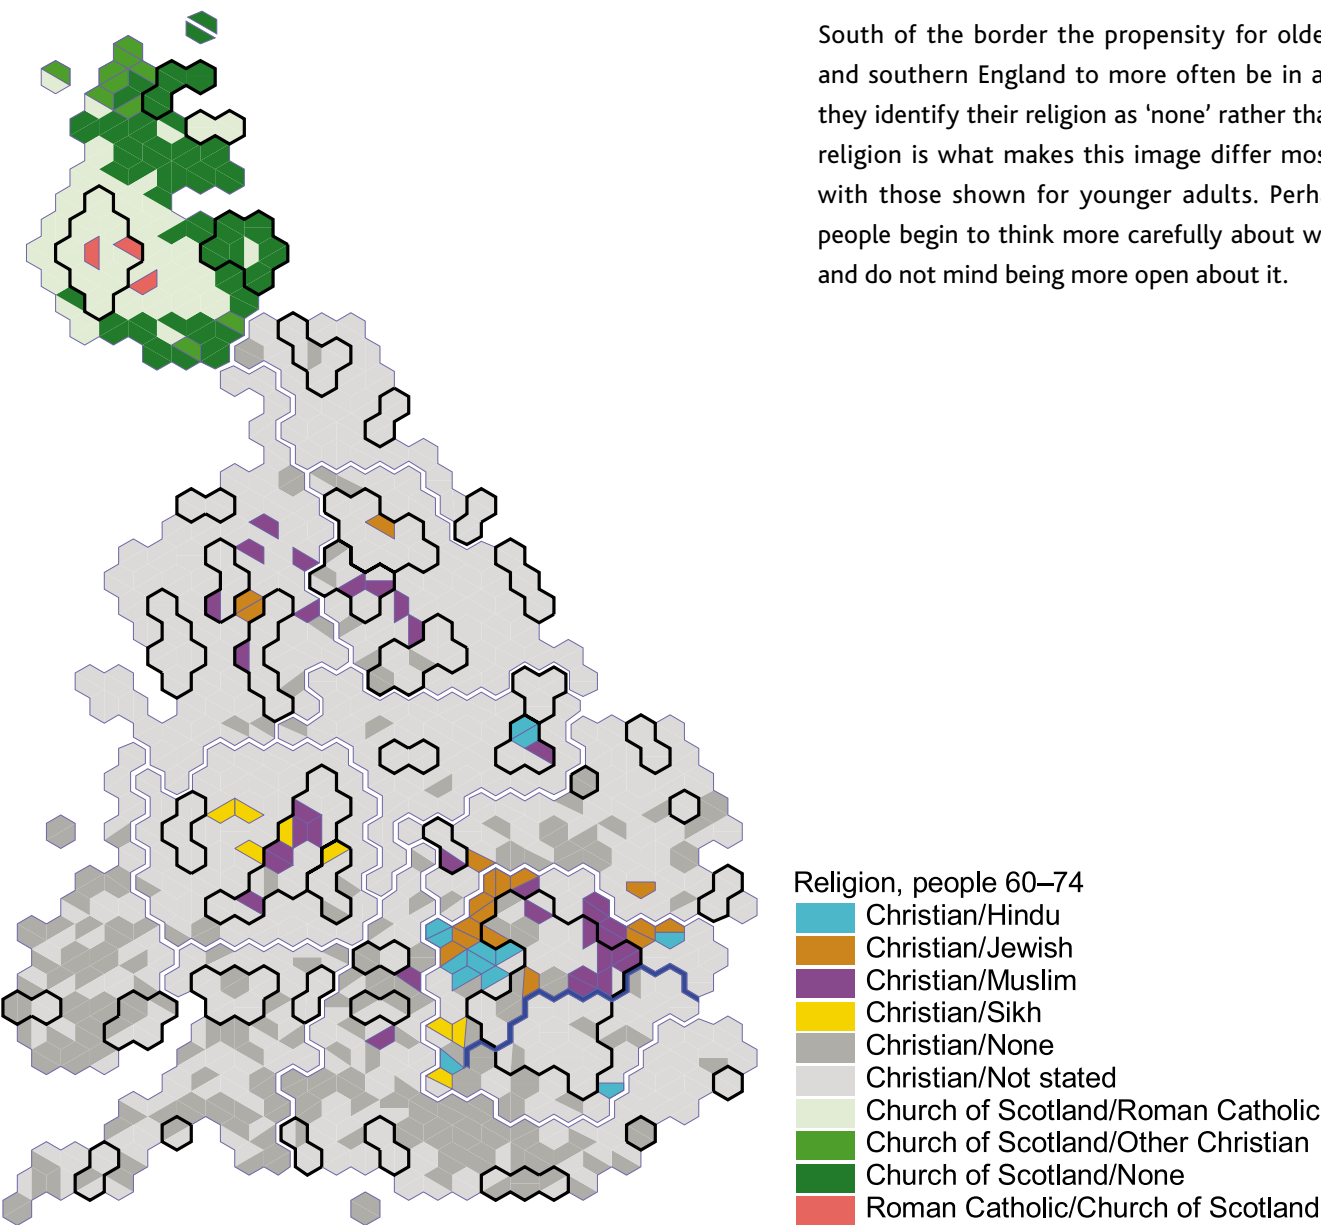 South of the border the propensity for olde
and southern England to more often be in a
they identify their religion as ‘none’ rather tha
religion is what makes this image differ mos
with those shown for younger adults. Perha
people begin to think more carefully about w
and do not mind being more open about it.
Religion, people 60–74
Christian/Hindu
Christian/Jewish
Christian/Muslim
Christian/Sikh
Christian/None
Christian/Not stated
Church of Scotland/Roman Catholic
Church of Scotland/Other Christian
Church of Scotland/None
Roman Catholic/Church of Scotland